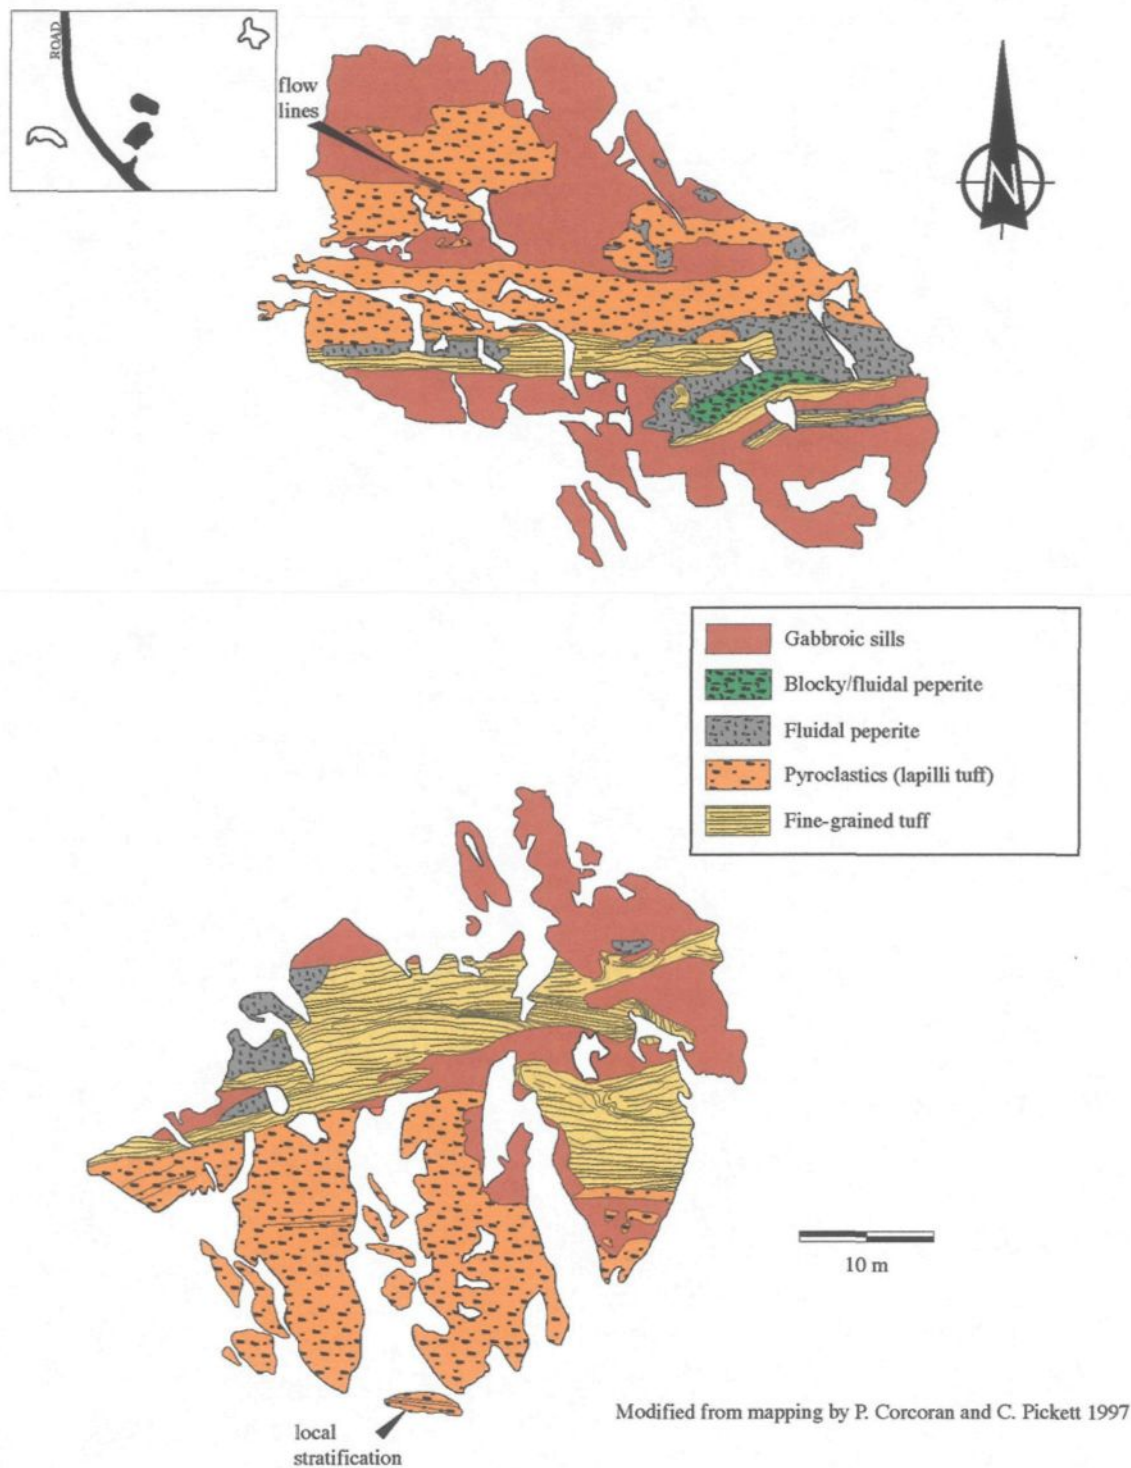 ROAD
flow
lines
N
Gabbroic sills
Blocky/fluidal peperite
Fluidal peperite
Pyroclastics (lapilli tuff)
Fine-grained tuff
10 m
Modified from mapping by P. Corcoran and C. Pickett 1997
local
stratification